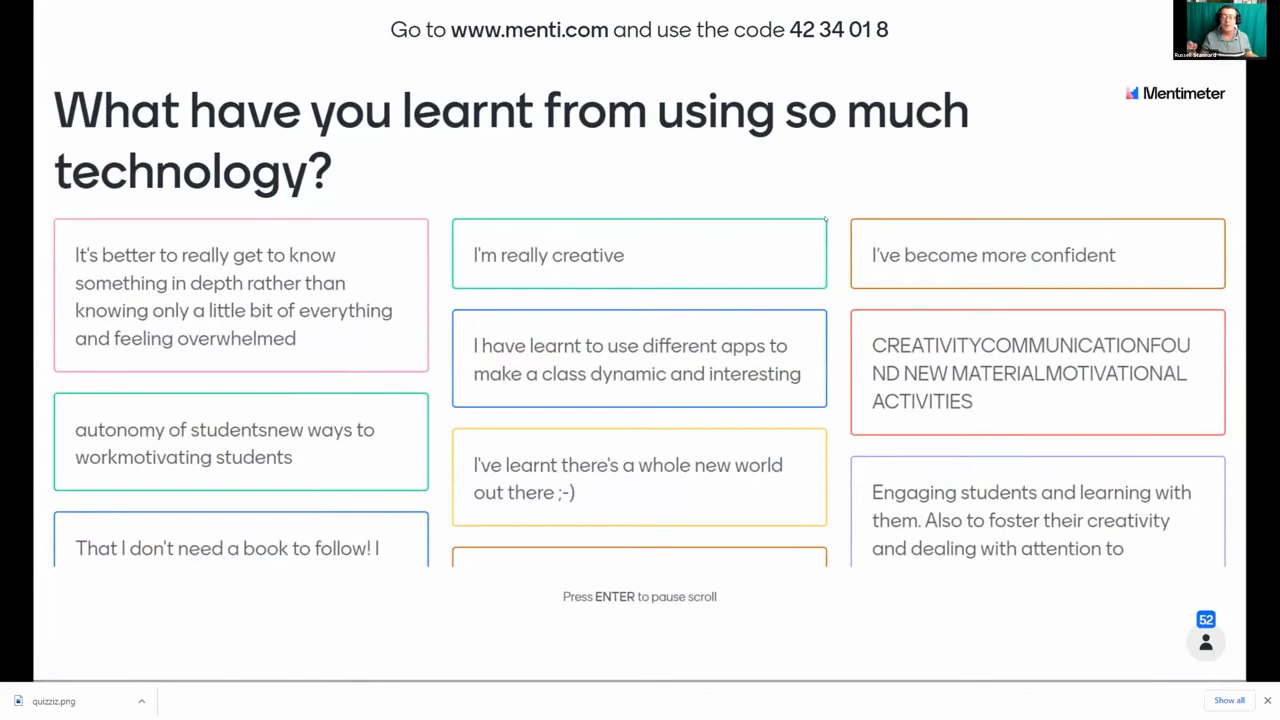 Go to www.menti.com and use the code 42 34 01 8
Russell Stannard
Mentimeter
What have you learnt from using so much
technology?
It's better to really get to know
something in depth rather than
knowing only a little bit of everything
and feeling overwhelmed
autonomy of studentsnew ways to
workmotivating students
That I don't need a book to follow! I
I'm really creative
I have learnt to use different apps to
make a class dynamic and interesting
I've learnt there's a whole new world
out there ;-)
I've become more confident
CREATIVITYCOMMUNICATIONFOU
ND NEW MATERIALMOTIVATIONAL
ACTIVITIES
Engaging students and learning with
them. Also to foster their creativity
and dealing with attention to
Press ENTER to pause scroll
52
quizziz.png
Show all